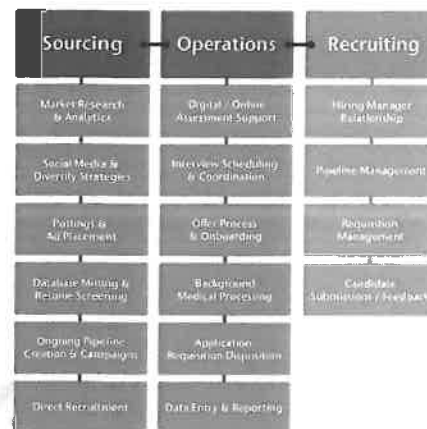 Sourcing
Operations
Recruiting
Market Research
& Analytics
Digital / Online
Assessment Support
Hiring Manager
Relationship
Social Media &
Diversity Strategies
Interview Scheduling
& Coordination
Pipeline Management
Postings &
Ad Placement
Offer Process
& Onboarding
Requisition
Management
Database Mining &
Resume Screening
Background
Medical Processing
Candidate
Submission / Feedback
Ongoing Pipeline
Creation & Campaigns
Application
Requisition Disposition
Direct Recruitment
Data Entry & Reporting